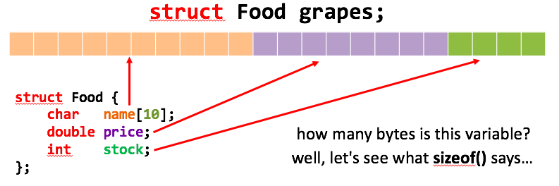 struct Food grapes;
struct Food {
char name[10];
double price;
int stock;
};
how many bytes is this variable?
well, let's see what sizeof() says...